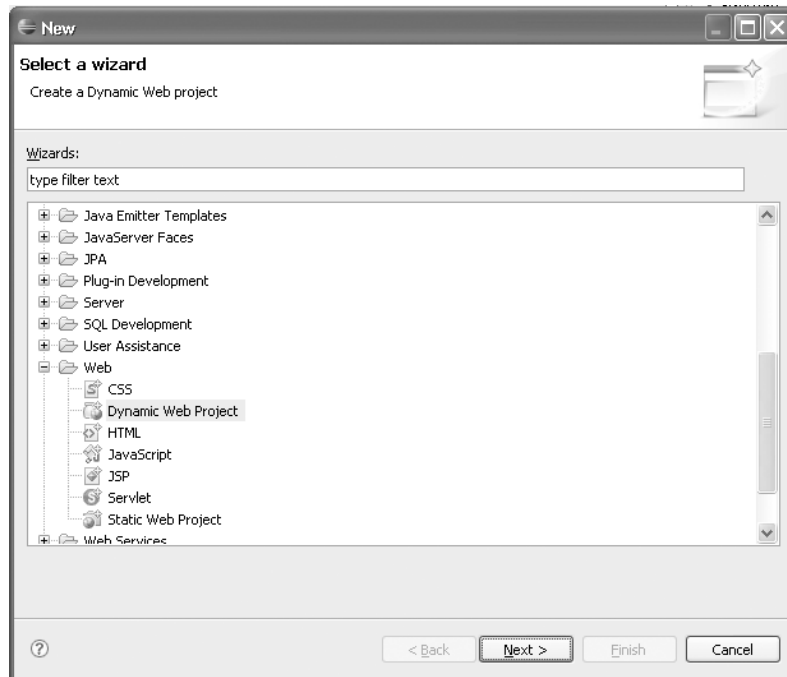 New
Select a wizard
Create a Dynamic Web project
Wizards:
type filter text
Java Emitter Templates
JavaServer Faces
JPA
Plug-in Development
Server
SQL Development
User Assistance
Web
CSS
Dynamic Web Project
HTML
JavaScript
JSP
Servlet
Static Web Project
Web Services
< Back Next > Finish Cancel